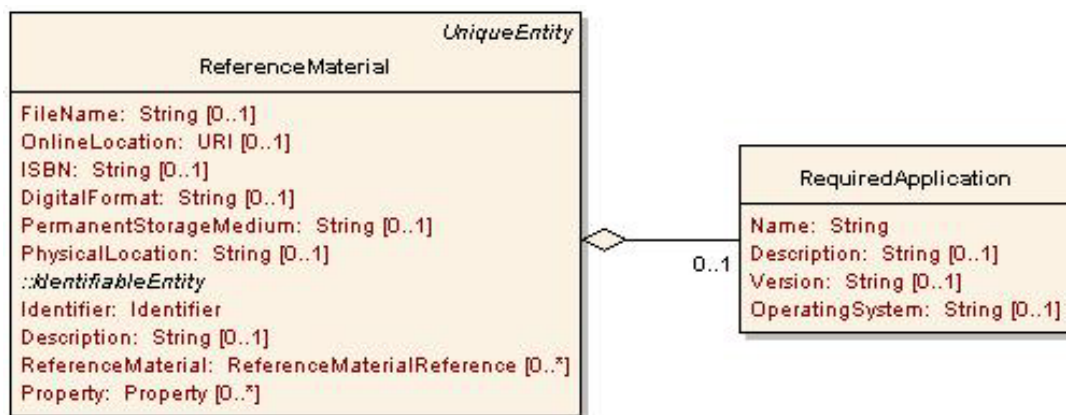 UniqueEntity
ReferenceMaterial
FileName: String [0..1]
OnlineLocation: URI [0..1]
ISBN: String [0..1]
DigitalFormat: String [0..1]
PermanentStorageMedium: String [0..1]
PhysicalLocation: String [0..1]
::IdentifiableEntity
Identifier: Identifier
Description: String [0..1]
ReferenceMaterial: ReferenceMaterialReference [0..*]
Property: Property [0..*]
0..1
RequiredApplication
Name: String
Description: String [0..1]
Version: String [0..1]
OperatingSystem: String [0..1]